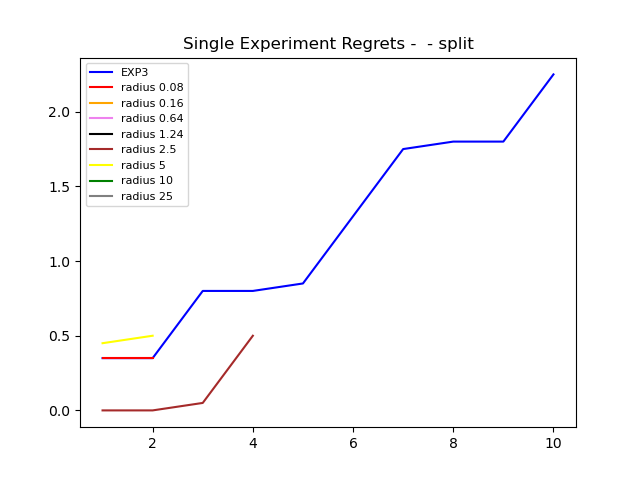 Single Experiment Regrets -  - split
EXP3
radius 0.08
radius 0.16
radius 0.64
radius 1.24
radius 2.5
radius 5
radius 10
radius 25
2.0
1.5
1.0
0.5
0.0
2 4 6 8 10